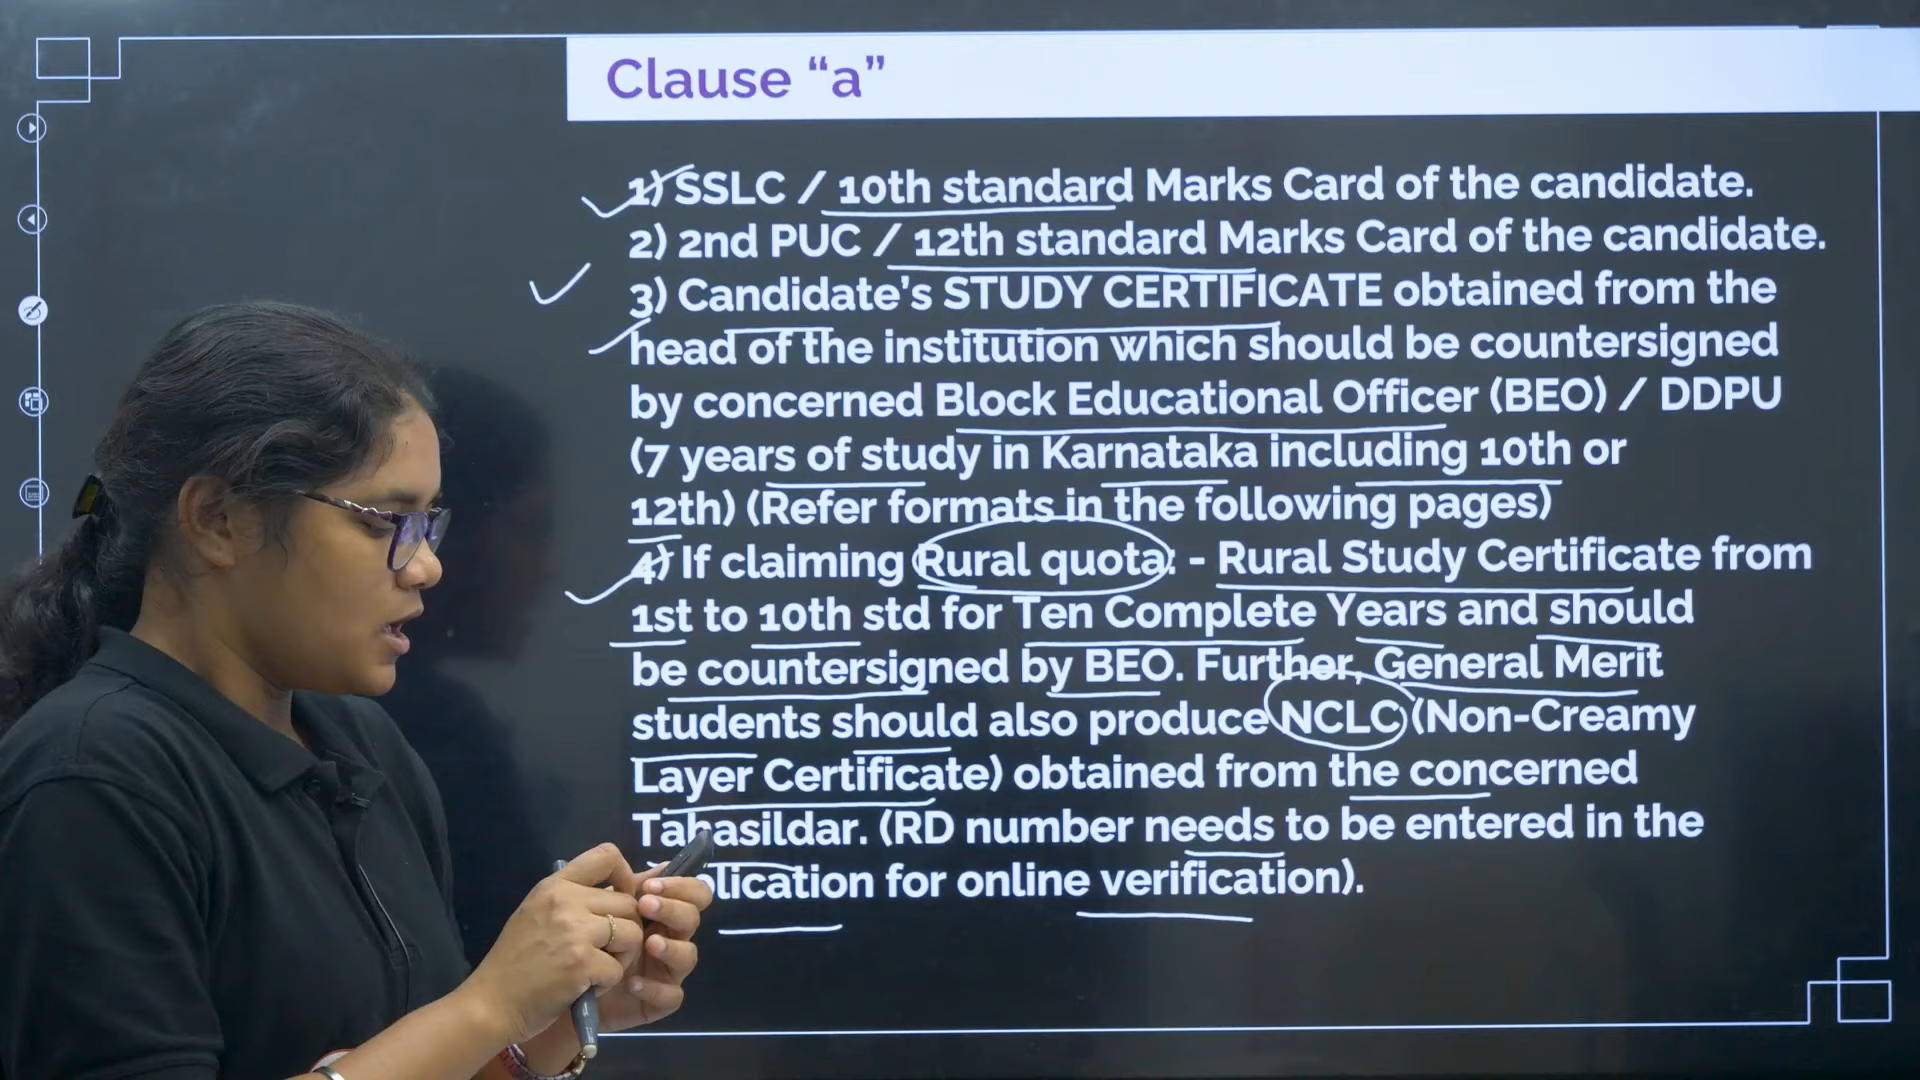 Clause “a”
1) SSLC / 10th standard Marks Card of the candidate.
2) 2nd PUC / 12th standard Marks Card of the candidate.
3) Candidate’s STUDY CERTIFICATE obtained from the
head of the institution which should be countersigned
by concerned Block Educational Officer (BEO) / DDPU
(7 years of study in Karnataka including 10th or
12th) (Refer formats in the following pages)
4) If claiming Rural quota: - Rural Study Certificate from
1st to 10th std for Ten Complete Years and should
be countersigned by BEO. Further, General Merit
students should also produce NCLC (Non-Creamy
Layer Certificate) obtained from the concerned
Tahasildar. (RD number needs to be entered in the
plication for online verification).